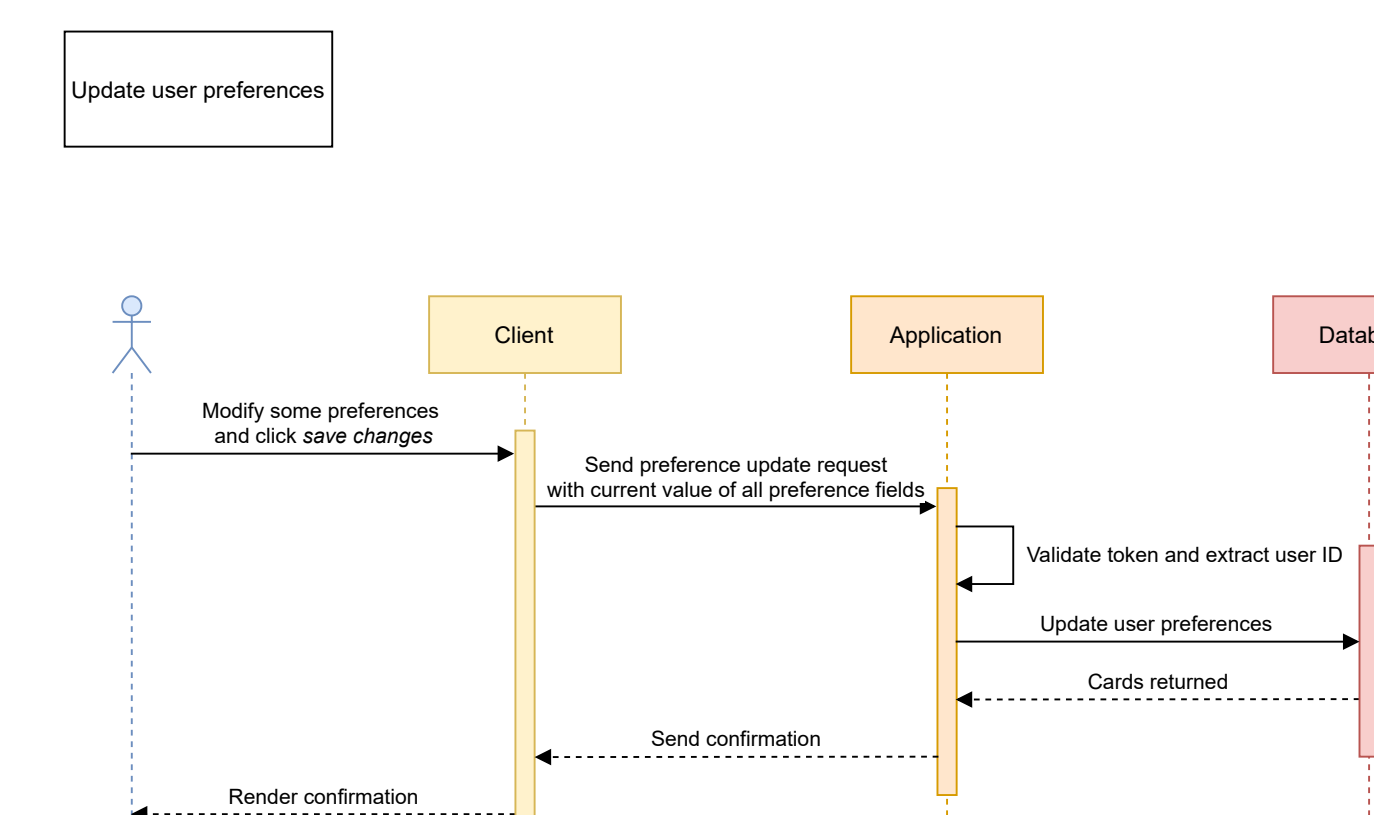 Update user preferences
Client
Application
Datab
Modify some preferences
and click save changes
Send preference update request
with current value of all preference fields
Validate token and extract user ID
Update user preferences
Cards returned
Send confirmation
Render confirmation